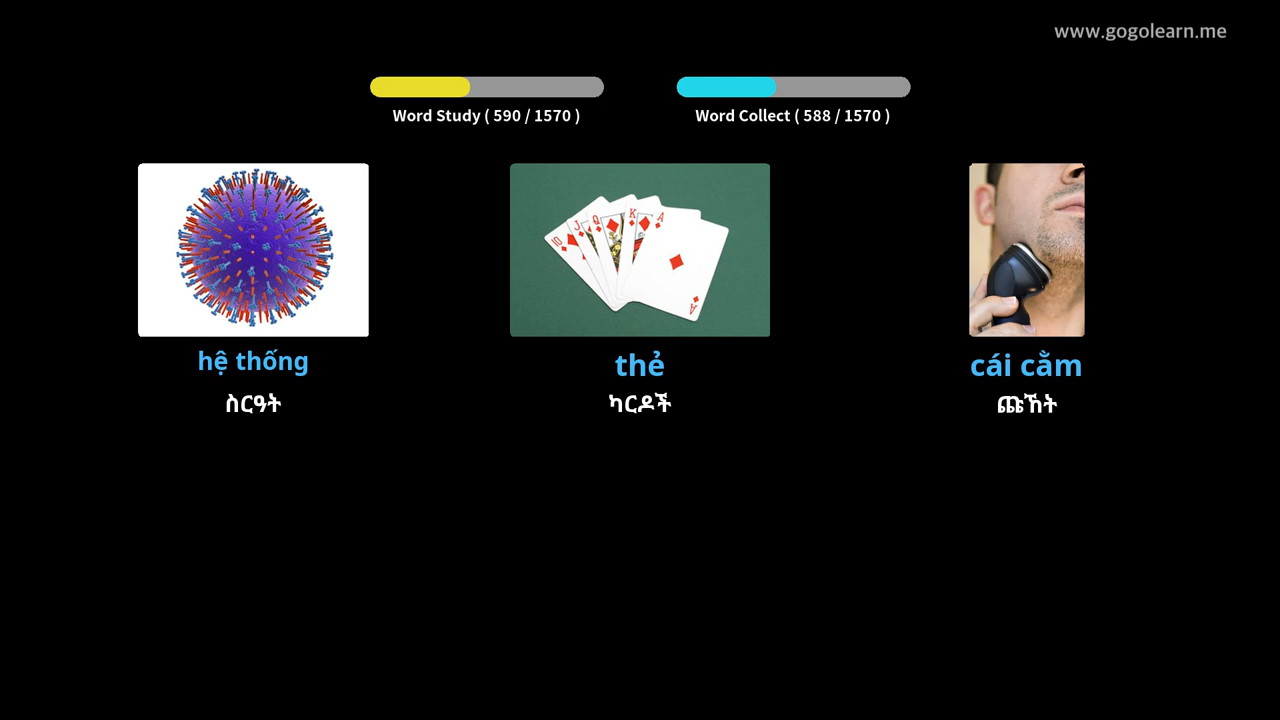 www.gogolearn.me
Word Study ( 590 / 1570 )
Word Collect ( 588 / 1570 )
10 J Q K A
A
hệ thống
thẻ
cái cằm
ስርዓት
ካርዶች
ጩኸት